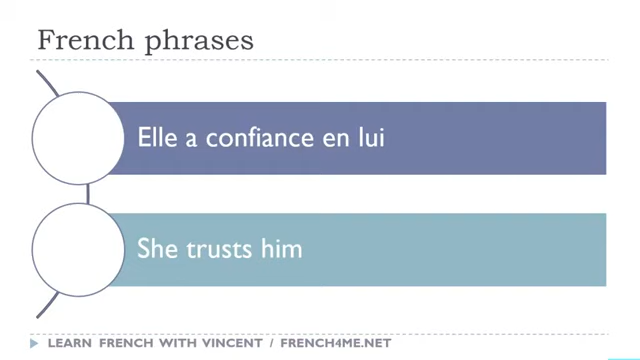 French phrases
Elle a confiance en lui
She trusts him
LEARN FRENCH WITH VINCENT / FRENCH4ME.NET